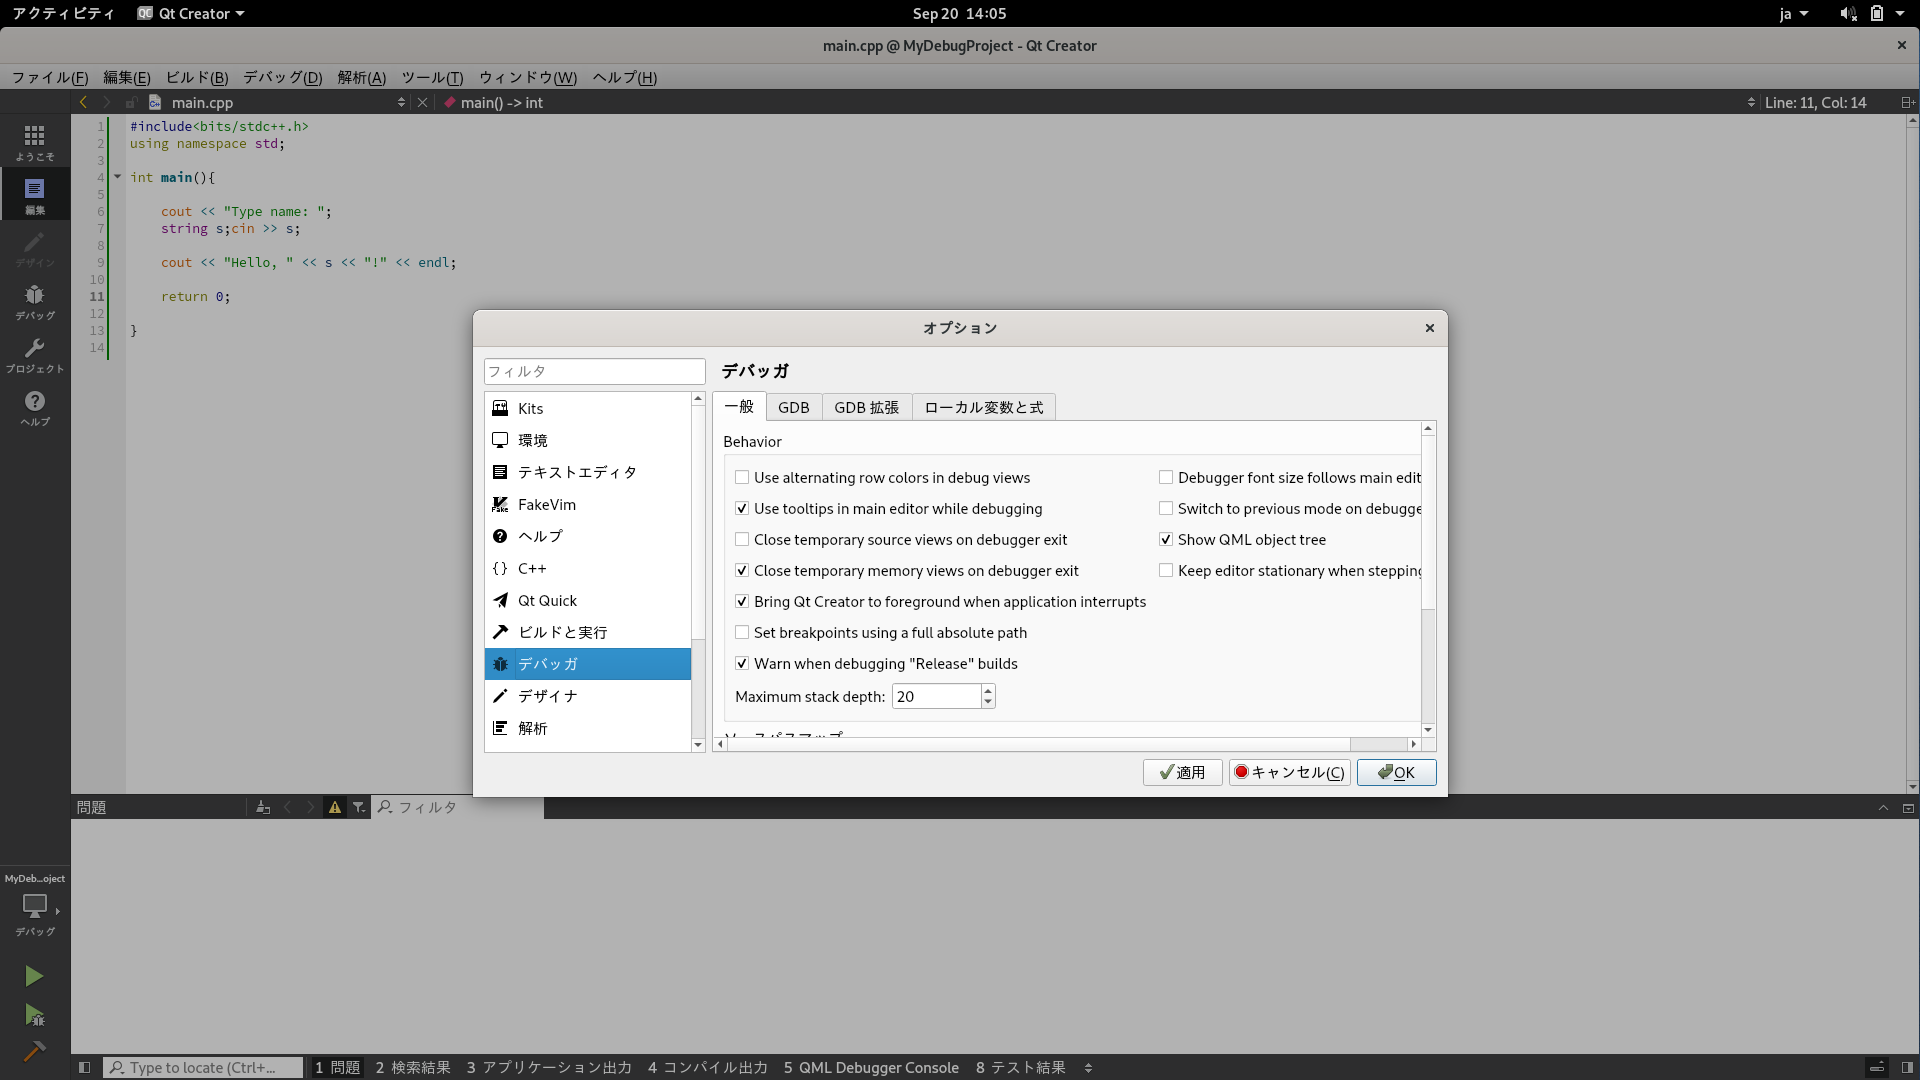 アクティビティ Qt Creator Sep 20 14:05 ja
main.cpp @ MyDebugProject - Qt Creator
ファイル(F) 編集(E) ビルド(B) デバッグ(D) 解析(A) ツール(T) ウィンドウ(W) ヘルプ(H)
main.cpp main() -> int Line: 11, Col: 14
ようこそ
編集
デザイン
デバッグ
プロジェクト
ヘルプ
1 #include<bits/stdc++.h>
2 using namespace std;
3
4 int main(){
5
6 cout << "Type name: ";
7 string s;cin >> s;
8
9 cout << "Hello, " << s << "!" << endl;
10
11 return 0;
12
13 }
14
オプション
フィルタ
Kits
環境
テキストエディタ
FakeVim
ヘルプ
C++
Qt Quick
ビルドと実行
デバッガ
デザイナ
解析
デバッガ
一般 GDB GDB 拡張 ローカル変数と式
Behavior
Use alternating row colors in debug views Debugger font size follows main edit
Use tooltips in main editor while debugging Switch to previous mode on debugge
Close temporary source views on debugger exit Show QML object tree
Close temporary memory views on debugger exit Keep editor stationary when stepping
Bring Qt Creator to foreground when application interrupts
Set breakpoints using a full absolute path
Warn when debugging "Release" builds
Maximum stack depth: 20
適用 キャンセル(C) OK
問題 フィルタ
MyDeb...oject
デバッグ
Type to locate (Ctrl+... 1 問題 2 検索結果 3 アプリケーション出力 4 コンパイル出力 5 QML Debugger Console 8 テスト結果